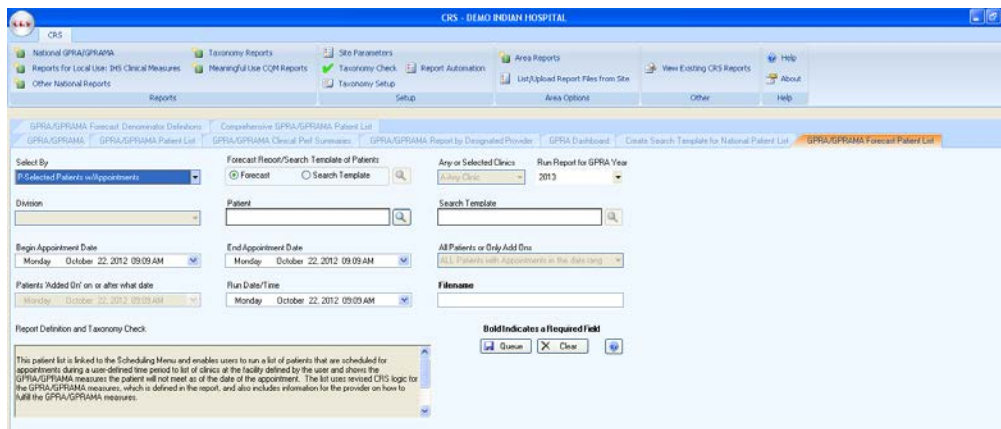 CRS - DEMO INDIAN HOSPITAL
CRS
National GPRA/GPRAMA
Taxonomy Reports
Site Parameters
Area Reports
Help
Reports for Local Use: IHS Clinical Measures
Meaningful Use CQM Reports
Taxonomy Check
Report Automation
View Existing CRS Reports
Other National Reports
Taxonomy Setup
List/Upload Report Files from Site
About
Reports
Setup
Area Options
Other
Help
GPRA/GPRAMA Forecast Denominator Definitions
Comprehensive GPRA/GPRAMA Patient List
GPRA/GPRAMA
GPRA/GPRAMA Patient List
GPRA/GPRAMA Clinical Perf Summaries
GPRA/GPRAMA Report by Designated Provider
GPRA Dashboard
Create Search Template for National Patient List
GPRA/GPRAMA Forecast Patient List
Select By
Forecast Report/Search Template of Patients
Any or Selected Clinics
Run Report for GPRA Year
P-Selected Patients w/Appointments
Forecast
Search Template
A-Any Clinic
2013
Division
Patient
Search Template
Begin Appointment Date
End Appointment Date
All Patients or Only Add Ons
Monday October 22, 2012 09:09 AM
Monday October 22, 2012 09:09 AM
ALL Patients with Appointments in the date rang
Patients 'Added On' on or after what date
Run Date/Time
Filename
Monday October 22, 2012 09:09 AM
Monday October 22, 2012 09:09 AM
Report Definition and Taxonomy Check
Bold Indicates a Required Field
Queue
Clear
This patient list is linked to the Scheduling Menu and enables users to run a list of patients that are scheduled for
appointments during a user-defined time period to list of clinics at the facility defined by the user and shows the
GPRA/GPRAMA measures the patient will not meet as of the date of the appointment. The list uses revised CRS logic for
the GPRA/GPRAMA measures, which is defined in the report, and also includes information for the provider on how to
fulfill the GPRA/GPRAMA measures.